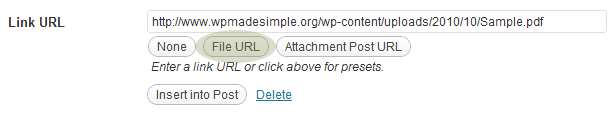 Link URL http://www.wpmadesimple.org/wp-content/uploads/2010/10/Sample.pdf
None File URL Attachment Post URL
Enter a link URL or click above for presets.
Insert into Post Delete